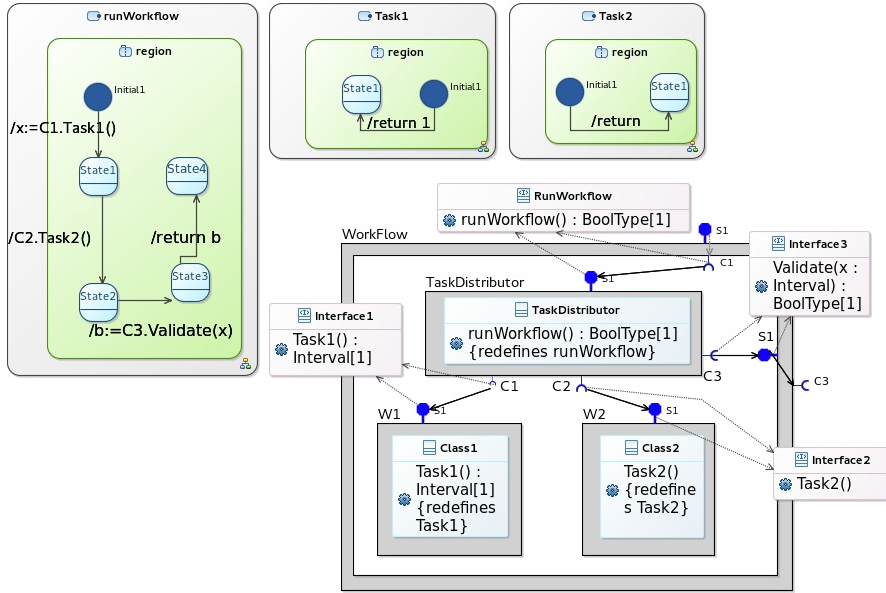 runWorkflow
region
Initial1
/x:=C1.Task1()
State1
State4
/C2.Task2()
/return b
State3
State2
/b:=C3.Validate(x)
Task1
region
State1
Initial1
/return 1
Task2
region
Initial1
State1
/return
RunWorkflow
runWorkflow() : BoolType[1]
S1
C1
WorkFlow
Interface3
Validate(x :
Interval) :
BoolType[1]
S1
TaskDistributor
TaskDistributor
runWorkflow() : BoolType[1]
{redefines runWorkflow}
Interface1
Task1() :
Interval[1]
S1
C3
C3
C1
C2
W1
S1
W2
S1
Class1
Task1() :
Interval[1]
{redefines
Task1}
Class2
Task2()
{redefine
s Task2}
Interface2
Task2()